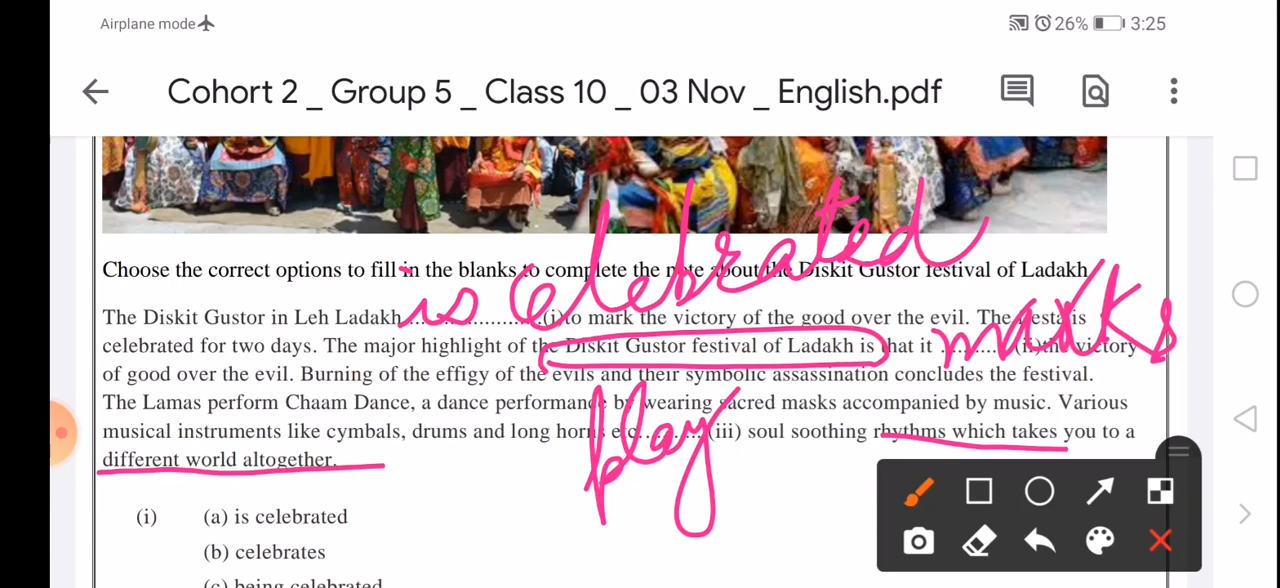 Airplane mode 26% 3:25
Cohort 2 _ Group 5 _ Class 10 _ 03 Nov _ English.pdf
Choose the correct options to fill in the blanks to complete the note about the Diskit Gustor festival of Ladakh
is celebrated
The Diskit Gustor in Leh Ladakh......................(i)to mark the victory of the good over the evil. The is
masks
celebrated for two days. The major highlight of the Diskit Gustor festival of Ladakh is that it ..........(ii)the victory
of good over the evil. Burning of the effigy of the evils and their symbolic assassination concludes the festival.
The Lamas perform Chaam Dance, a dance performance by wearing sacred masks accompanied by music. Various
play
musical instruments like cymbals, drums and long horns etc..........(iii) soul soothing rhythms which takes you to a
different world altogether.
(i) (a) is celebrated
(b) celebrates
(c) being celebrated